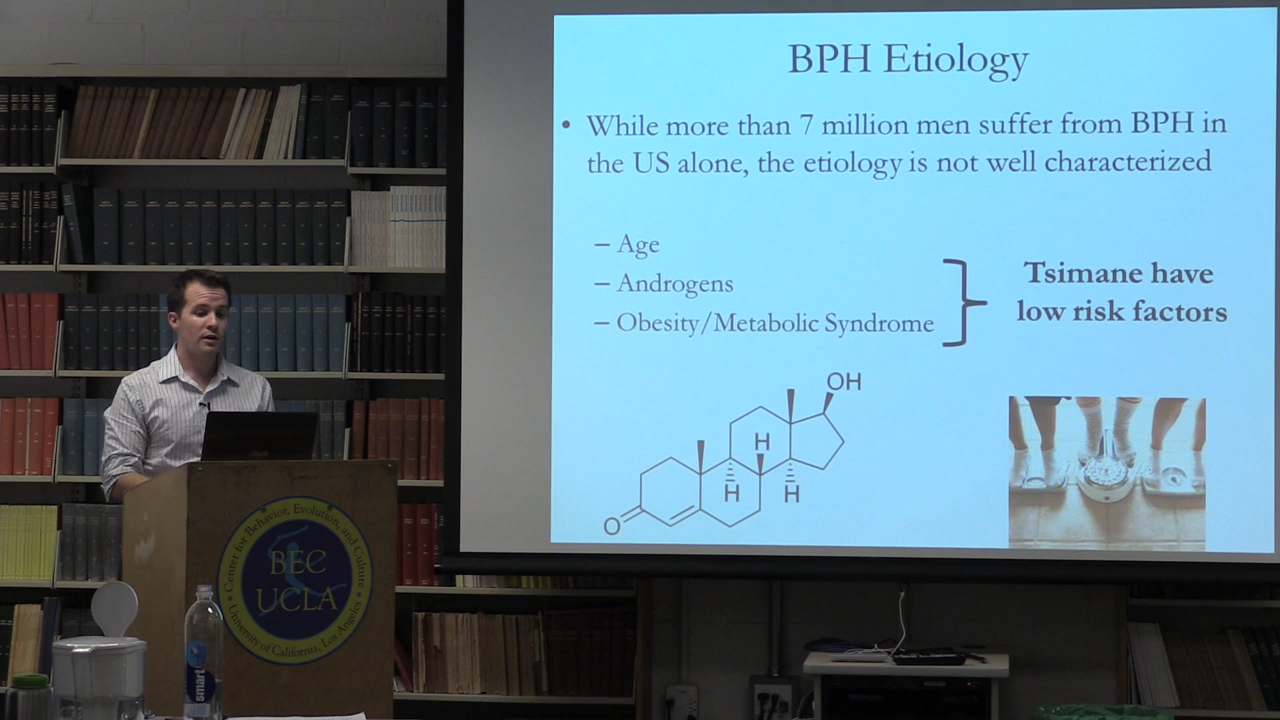 BPH Etiology
• While more than 7 million men suffer from BPH in
the US alone, the etiology is not well characterized
– Age
– Androgens
– Obesity/Metabolic Syndrome
Tsimane have
low risk factors
OH
H
H
H
O
Center for Behavior, Evolution, and Culture
BEC
UCLA
University of California, Los Angeles
smart